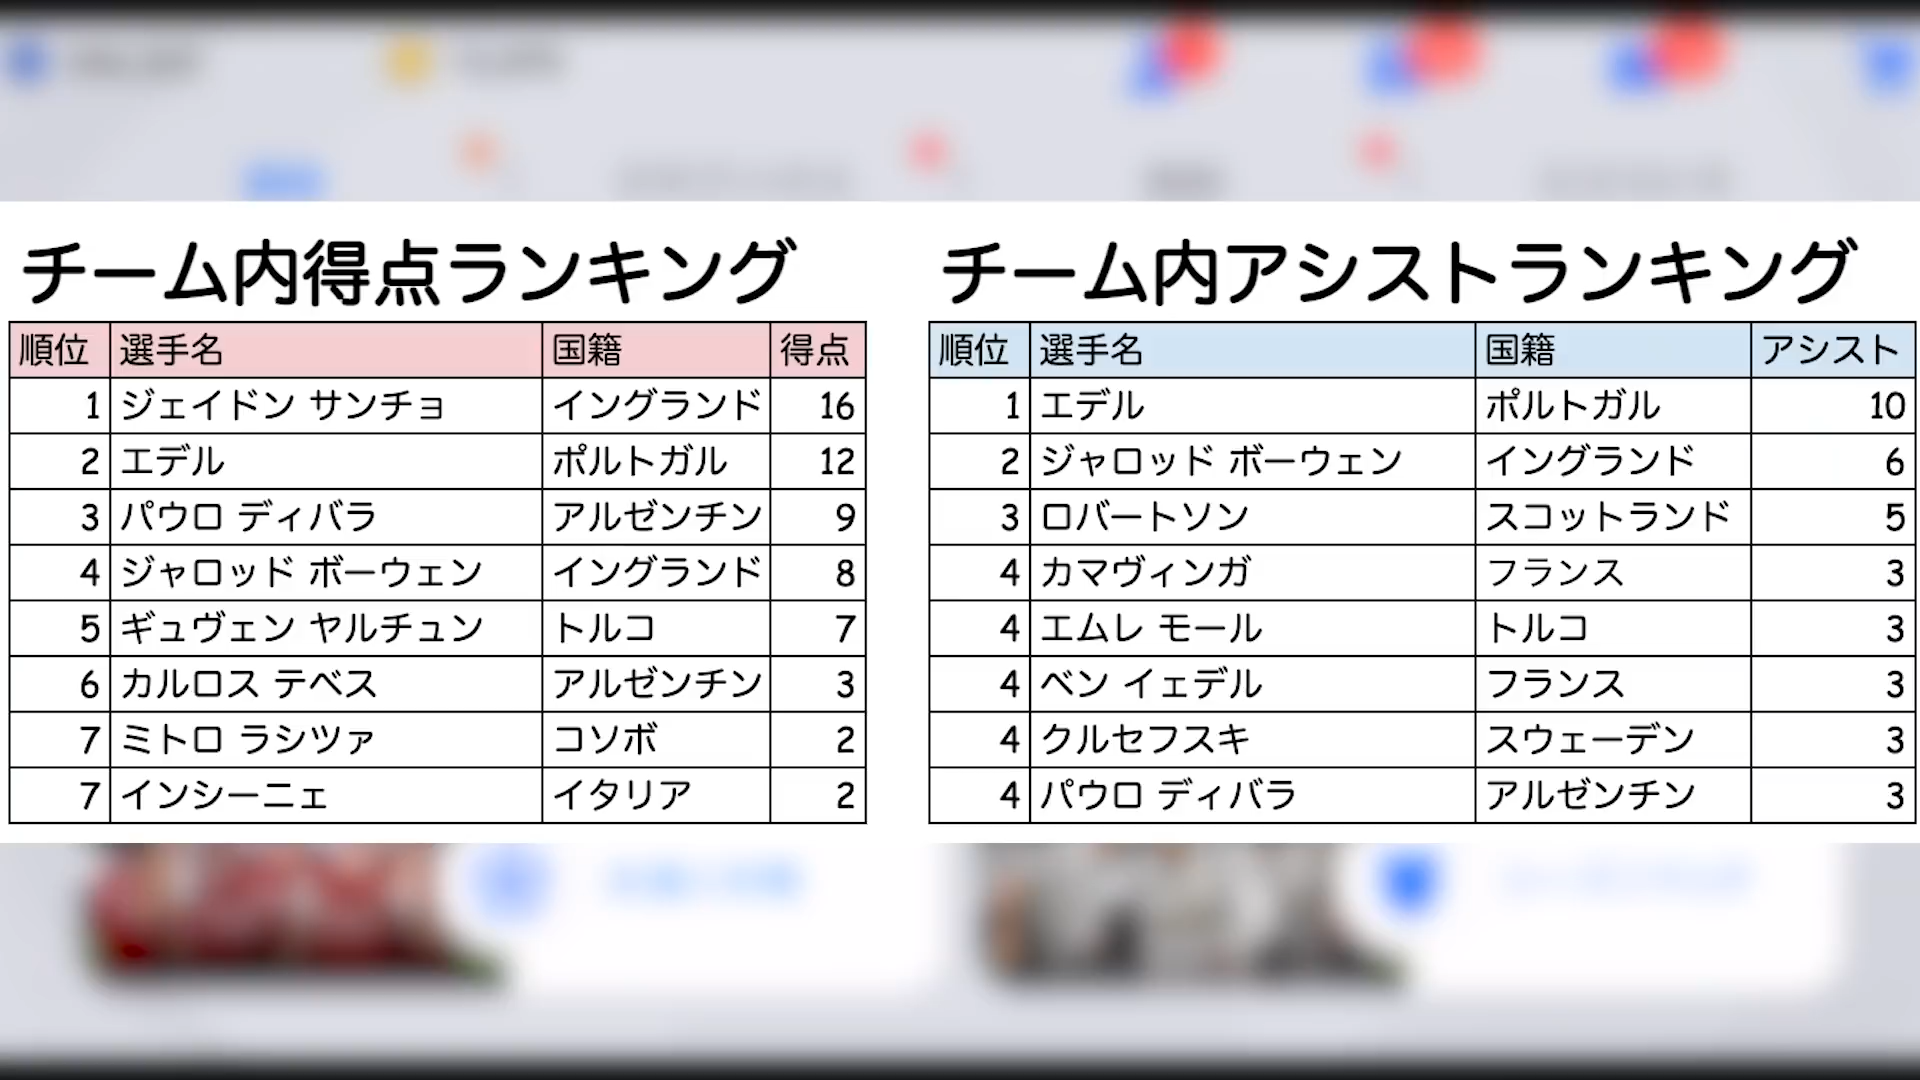 チーム内得点ランキング
順位 選手名 国籍 得点
1 ジェイドン サンチョ イングランド 16
2 エデル ポルトガル 12
3 パウロ ディバラ アルゼンチン 9
4 ジャロッド ボーウェン イングランド 8
5 ギュヴェン ヤルチュン トルコ 7
6 カルロス テベス アルゼンチン 3
7 ミトロ ラシツァ コソボ 2
7 インシーニェ イタリア 2
チーム内アシストランキング
順位 選手名 国籍 アシスト
1 エデル ポルトガル 10
2 ジャロッド ボーウェン イングランド 6
3 ロバートソン スコットランド 5
4 カマヴィンガ フランス 3
4 エムレ モール トルコ 3
4 ベン イェデル フランス 3
4 クルセフスキ スウェーデン 3
4 パウロ ディバラ アルゼンチン 3